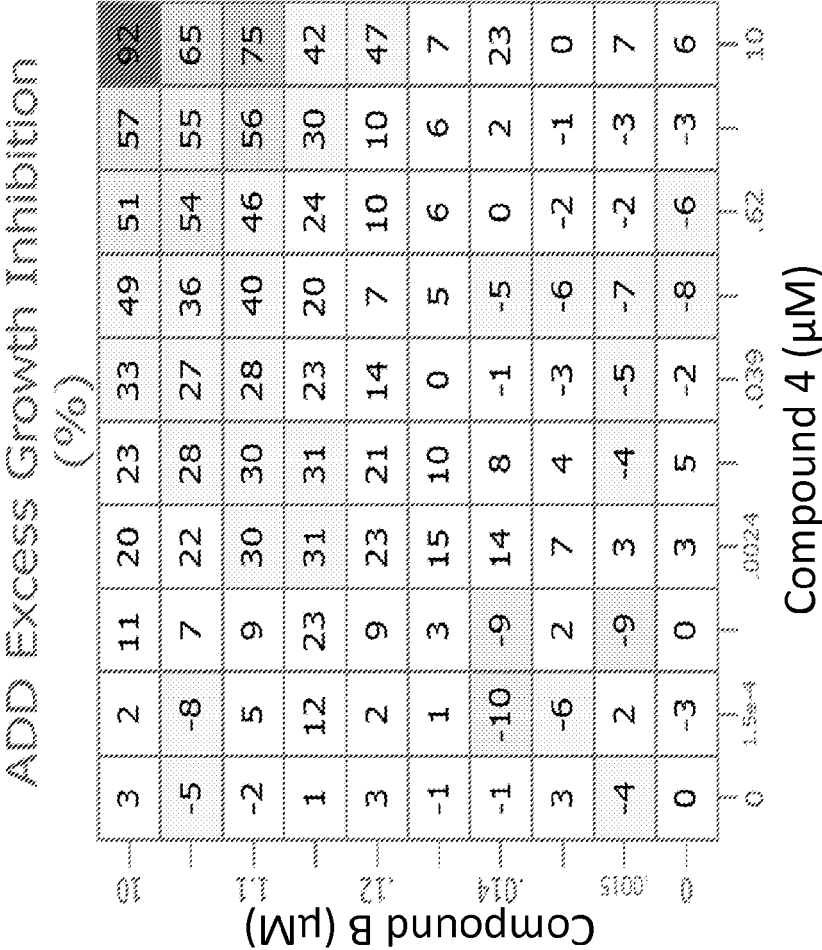 ADD Excess Growth Inhibition
(%)
10 3 2 11 20 23 33 49 51 57 92
-5 -8 7 22 28 27 36 54 55 65
1.1 -2 5 9 30 30 28 40 46 56 75
1 12 23 31 31 23 20 24 30 42
.12 3 2 9 23 21 14 7 10 10 47
-1 1 3 15 10 0 5 6 6 7
.014 -1 -10 -9 14 8 -1 -5 0 2 23
3 -6 2 7 4 -3 -6 -2 -1 0
.0015 -4 2 -9 3 -4 -5 -7 -2 -3 7
0 0 -3 0 3 5 -2 -8 -6 -3 6
0 1.5e-4 .0024 .039 .62 10
Compound B (μM)
Compound 4 (μM)